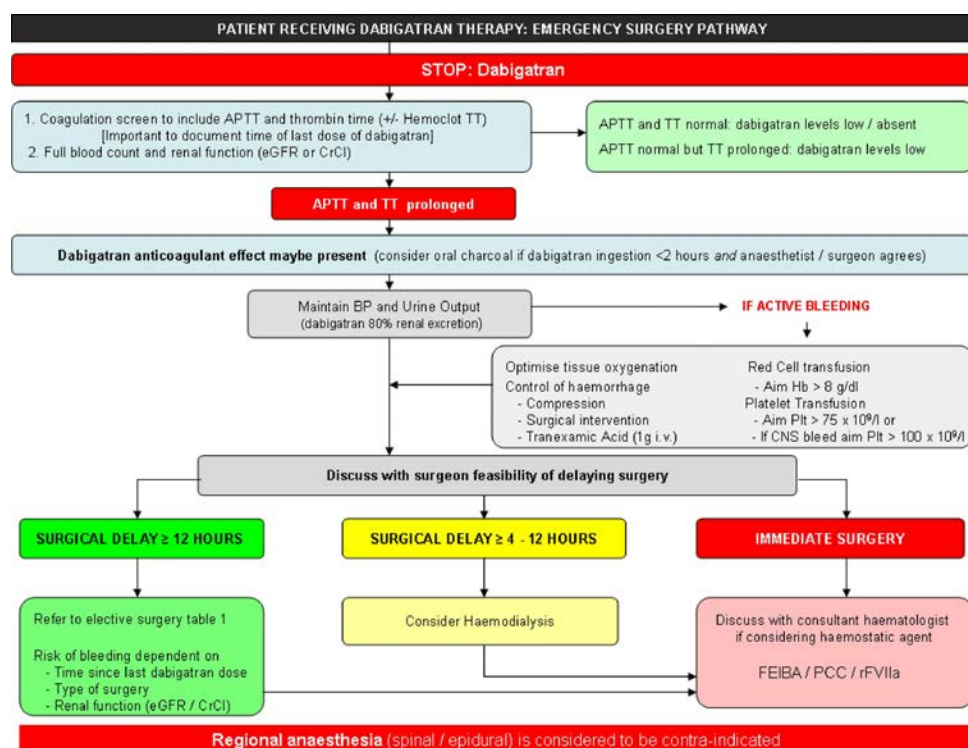 PATIENT RECEIVING DABIGATRAN THERAPY: EMERGENCY SURGERY PATHWAY
STOP: Dabigatran
1. Coagulation screen to include APTT and thrombin time (+/- Hemoclot TT)
[Important to document time of last dose of dabigatran]
2. Full blood count and renal function (eGFR or CrCl)
APTT and TT normal: dabigatran levels low / absent
APTT normal but TT prolonged: dabigatran levels low
APTT and TT prolonged
Dabigatran anticoagulant effect maybe present (consider oral charcoal if dabigatran ingestion <2 hours and anaesthetist / surgeon agrees)
Maintain BP and Urine Output
(dabigatran 80% renal excretion)
IF ACTIVE BLEEDING
Optimise tissue oxygenation
Control of haemorrhage
- Compression
- Surgical intervention
- Tranexamic Acid (1g i.v.)
Red Cell transfusion
- Aim Hb > 8 g/dl
Platelet Transfusion
- Aim Plt > 75 x 10⁹/l or
- If CNS bleed aim Plt > 100 x 10⁹/l
Discuss with surgeon feasibility of delaying surgery
SURGICAL DELAY ≥ 12 HOURS
SURGICAL DELAY ≥ 4 - 12 HOURS
IMMEDIATE SURGERY
Refer to elective surgery table 1
Risk of bleeding dependent on
- Time since last dabigatran dose
- Type of surgery
- Renal function (eGFR / CrCl)
Consider Haemodialysis
Discuss with consultant haematologist
if considering haemostatic agent
FEIBA / PCC / rFVIIa
Regional anaesthesia (spinal / epidural) is considered to be contra-indicated